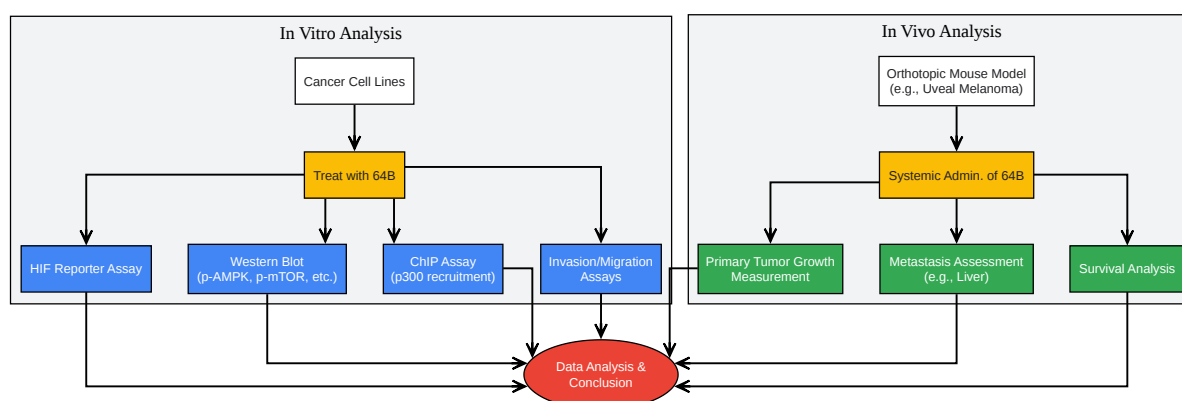 In Vitro Analysis
Cancer Cell Lines
Treat with 64B
HIF Reporter Assay
Western Blot
(p-AMPK, p-mTOR, etc.)
ChIP Assay
(p300 recruitment)
Invasion/Migration
Assays
In Vivo Analysis
Orthotopic Mouse Model
(e.g., Uveal Melanoma)
Systemic Admin. of 64B
Primary Tumor Growth
Measurement
Metastasis Assessment
(e.g., Liver)
Survival Analysis
Data Analysis &
Conclusion